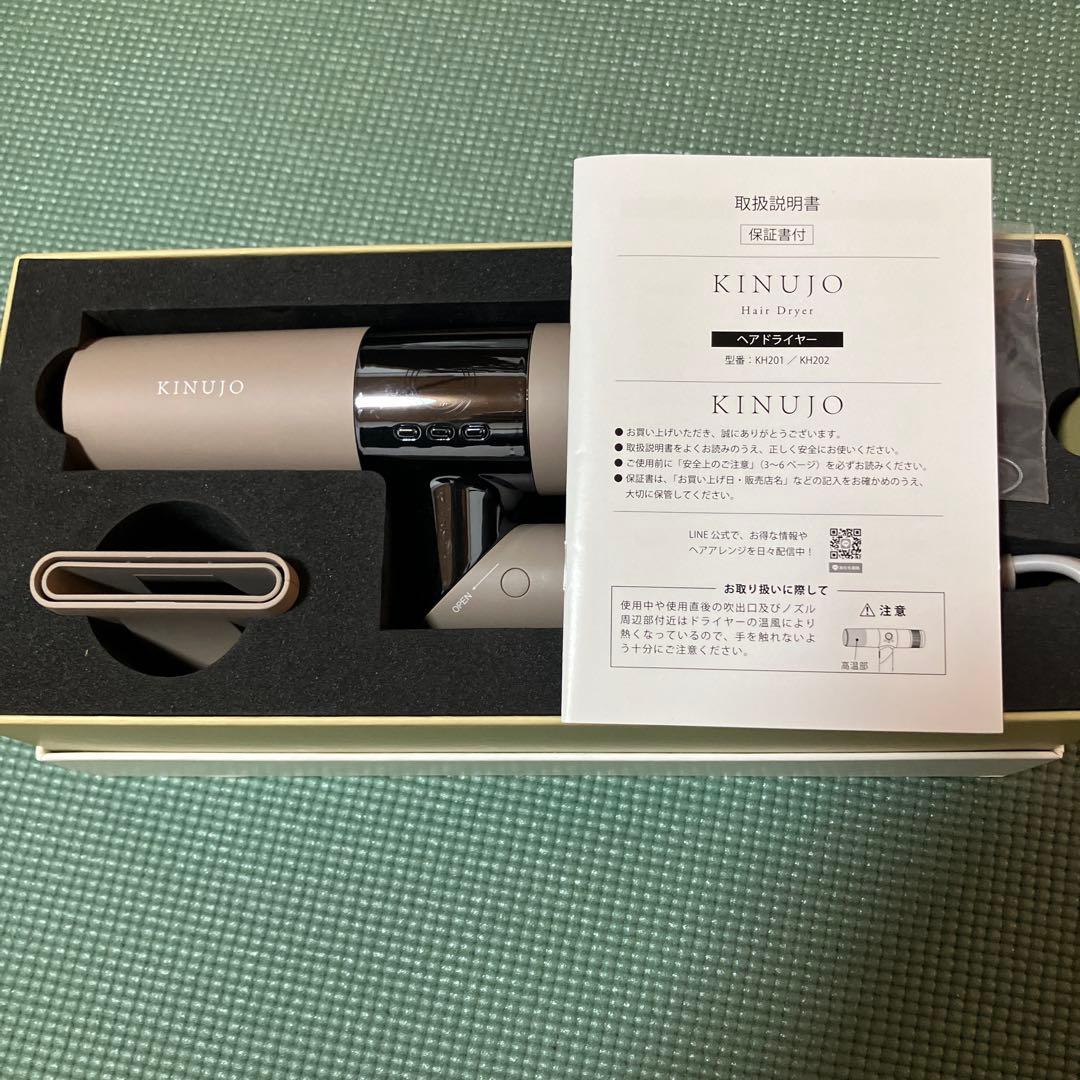 KINUJO
OPEN
取扱説明書
保証書付
KINUJO
Hair Dryer
ヘアドライヤー
型番：KH201 ／ KH202
KINUJO
● お買い上げいただき、誠にありがとうございます。
● 取扱説明書をよくお読みのうえ、正しく安全にお使いください。
● ご使用前に「安全上のご注意」（3〜6 ページ）を必ずお読みください。
● 保証書は、「お買い上げ日・販売店名」などの記入をお確かめのうえ、
大切に保管してください。
LINE 公式で、お得な情報や
ヘアアレンジを日々配信中！
お取り扱いに際して
使用中や使用直後の吹出口及びノズル
周辺部付近はドライヤーの温風により
熱くなっているので、手を触れないよ
う十分にご注意ください。
注意
高温部